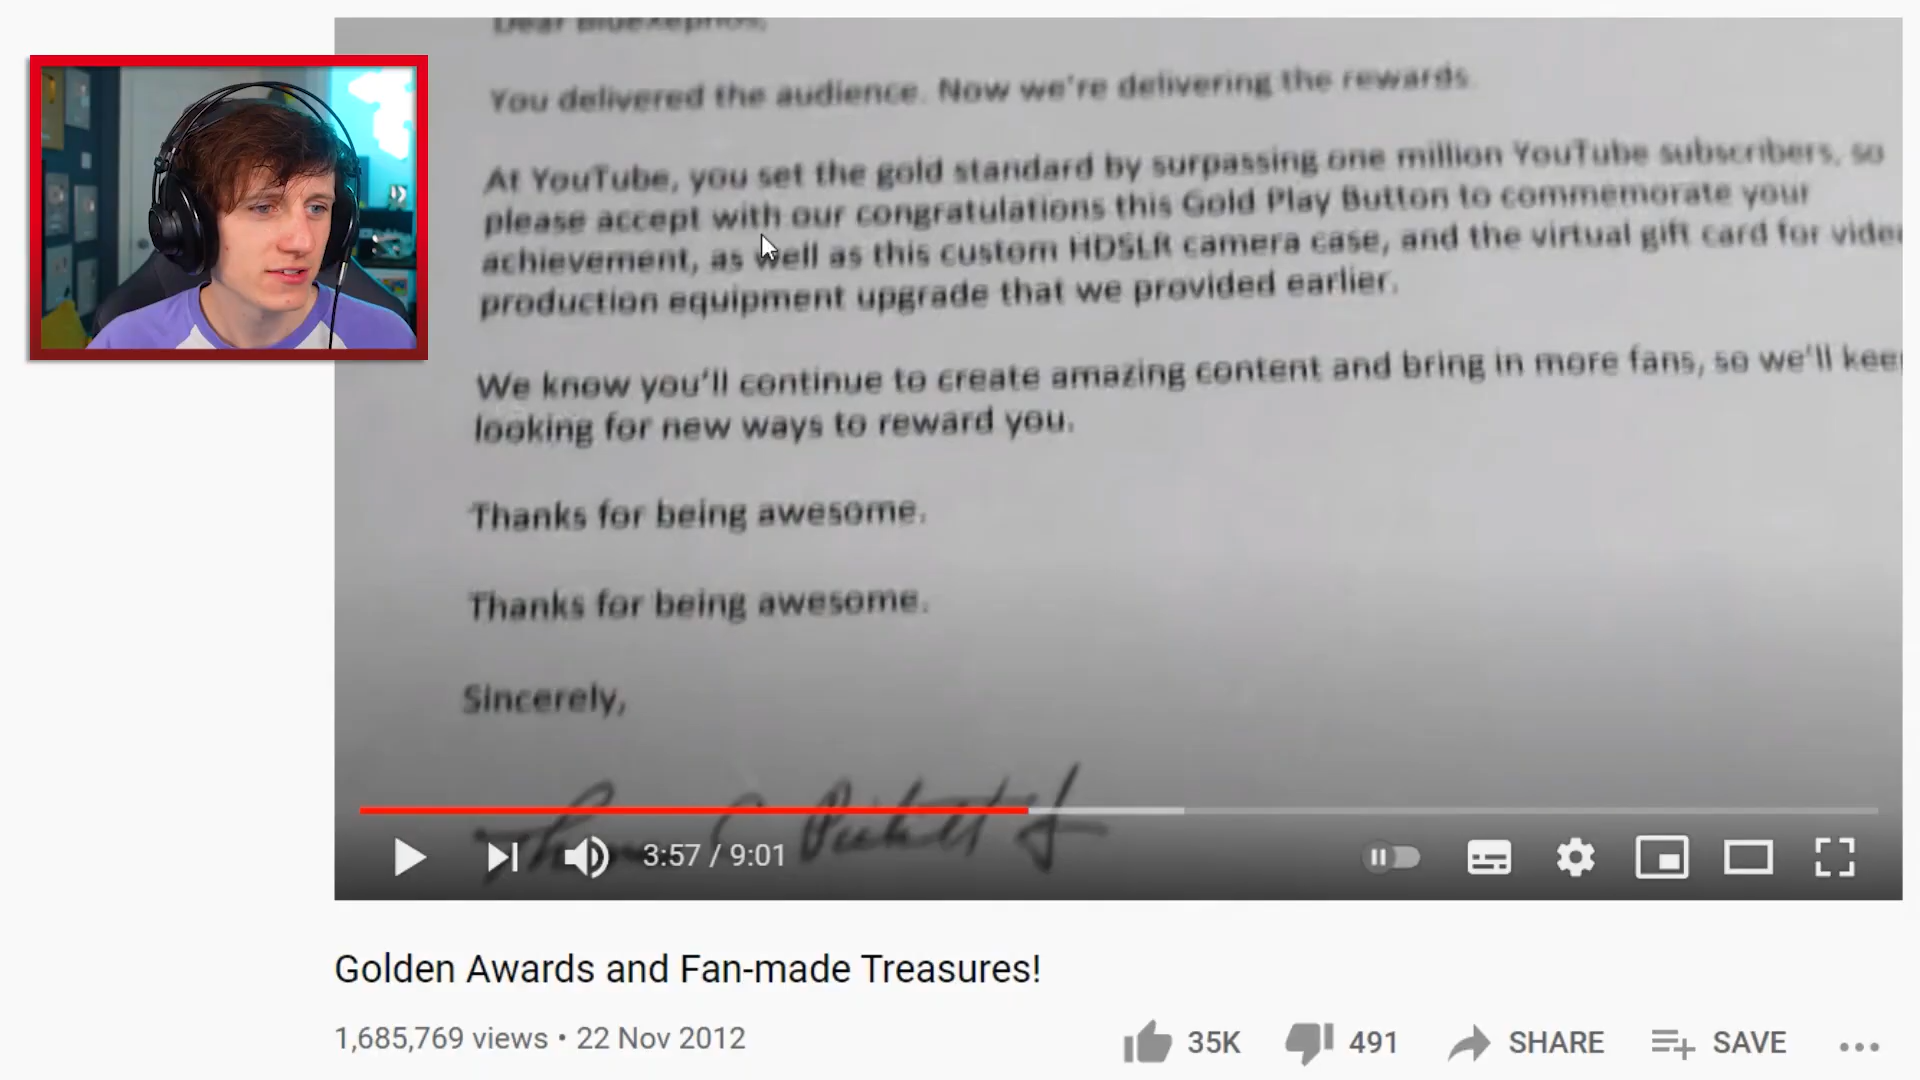 Dear BlueXephos,
You delivered the audience. Now we're delivering the rewards.
At YouTube, you set the gold standard by surpassing one million YouTube subscribers, so
please accept with our congratulations this Gold Play Button to commemorate your
achievement, as well as this custom HDSLR camera case, and the virtual gift card for vide
production equipment upgrade that we provided earlier.
We know you'll continue to create amazing content and bring in more fans, so we'll kee
looking for new ways to reward you.
Thanks for being awesome.
Thanks for being awesome.
Sincerely,
3:57 / 9:01
Golden Awards and Fan-made Treasures!
1,685,769 views • 22 Nov 2012
35K
491
SHARE
SAVE